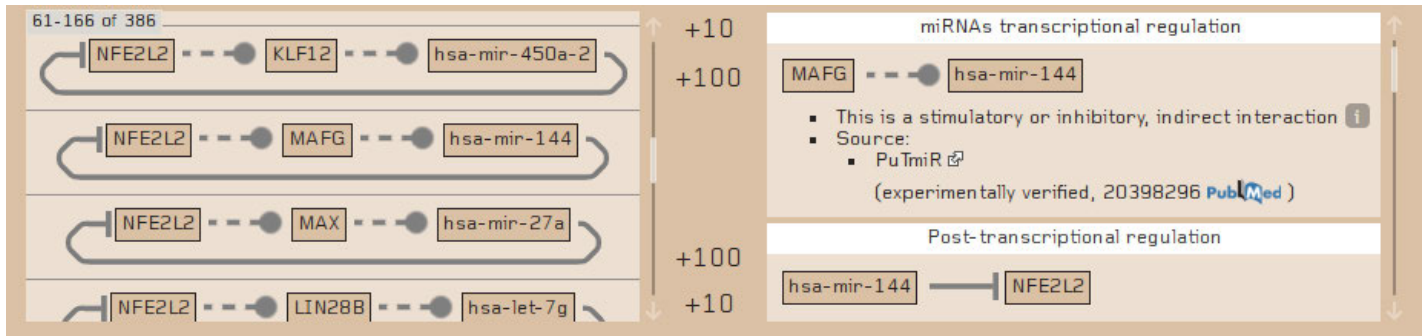 61-166 of 386
NFE2L2 KLF12 hsa-mir-450a-2
NFE2L2 MAFG hsa-mir-144
NFE2L2 MAX hsa-mir-27a
NFE2L2 LIN28B hsa-let-7g
+10
+100
+100
+10
miRNAs transcriptional regulation
MAFG hsa-mir-144
This is a stimulatory or inhibitory, indirect interaction i
Source:
PuTmiR
(experimentally verified, 20398296 PubMed )
Post-transcriptional regulation
hsa-mir-144 NFE2L2